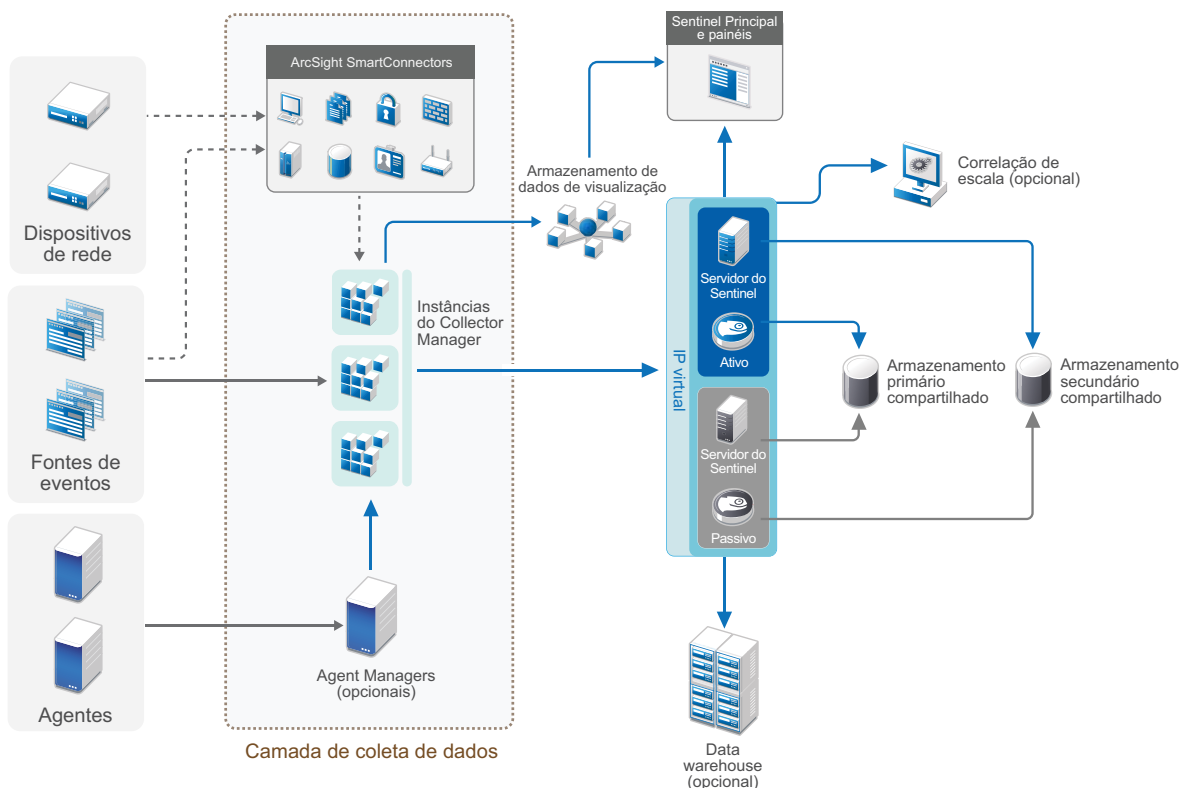 Sentinel Principal
e painéis
ArcSight SmartConnectors
Dispositivos
de rede
Armazenamento de
dados de visualização
Correlação de
escala (opcional)
Instâncias
do Collector
Manager
Servidor do
Sentinel
Ativo
IP virtual
Armazenamento
primário
compartilhado
Armazenamento
secundário
compartilhado
Servidor do
Sentinel
Passivo
Fontes de
eventos
Agentes
Agent Managers
(opcionais)
Camada de coleta de dados
Data
warehouse
(opcional)